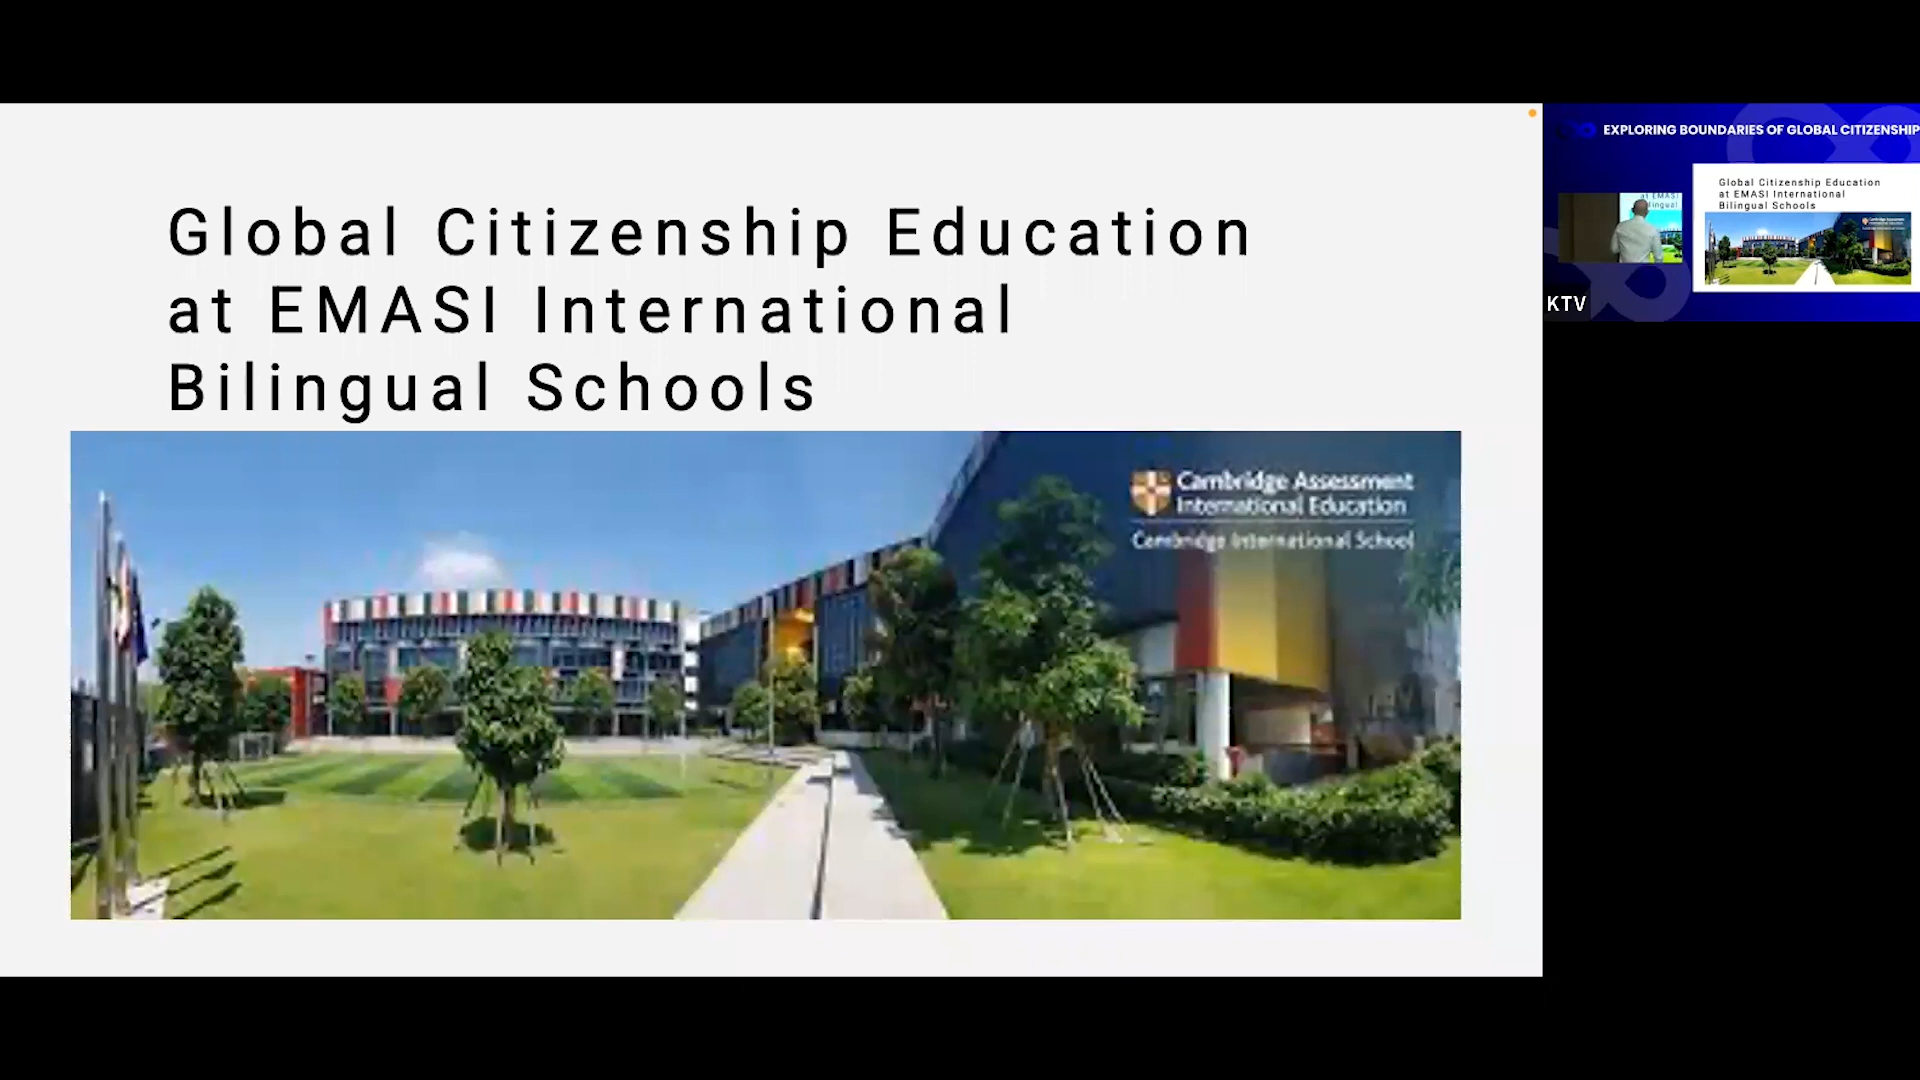 Global Citizenship Education
at EMASI International
Bilingual Schools
Cambridge Assessment
International Education
Cambridge International School
EXPLORING BOUNDARIES OF GLOBAL CITIZENSHIP
Global Citizenship Education
at EMASI International
Bilingual Schools
KTV